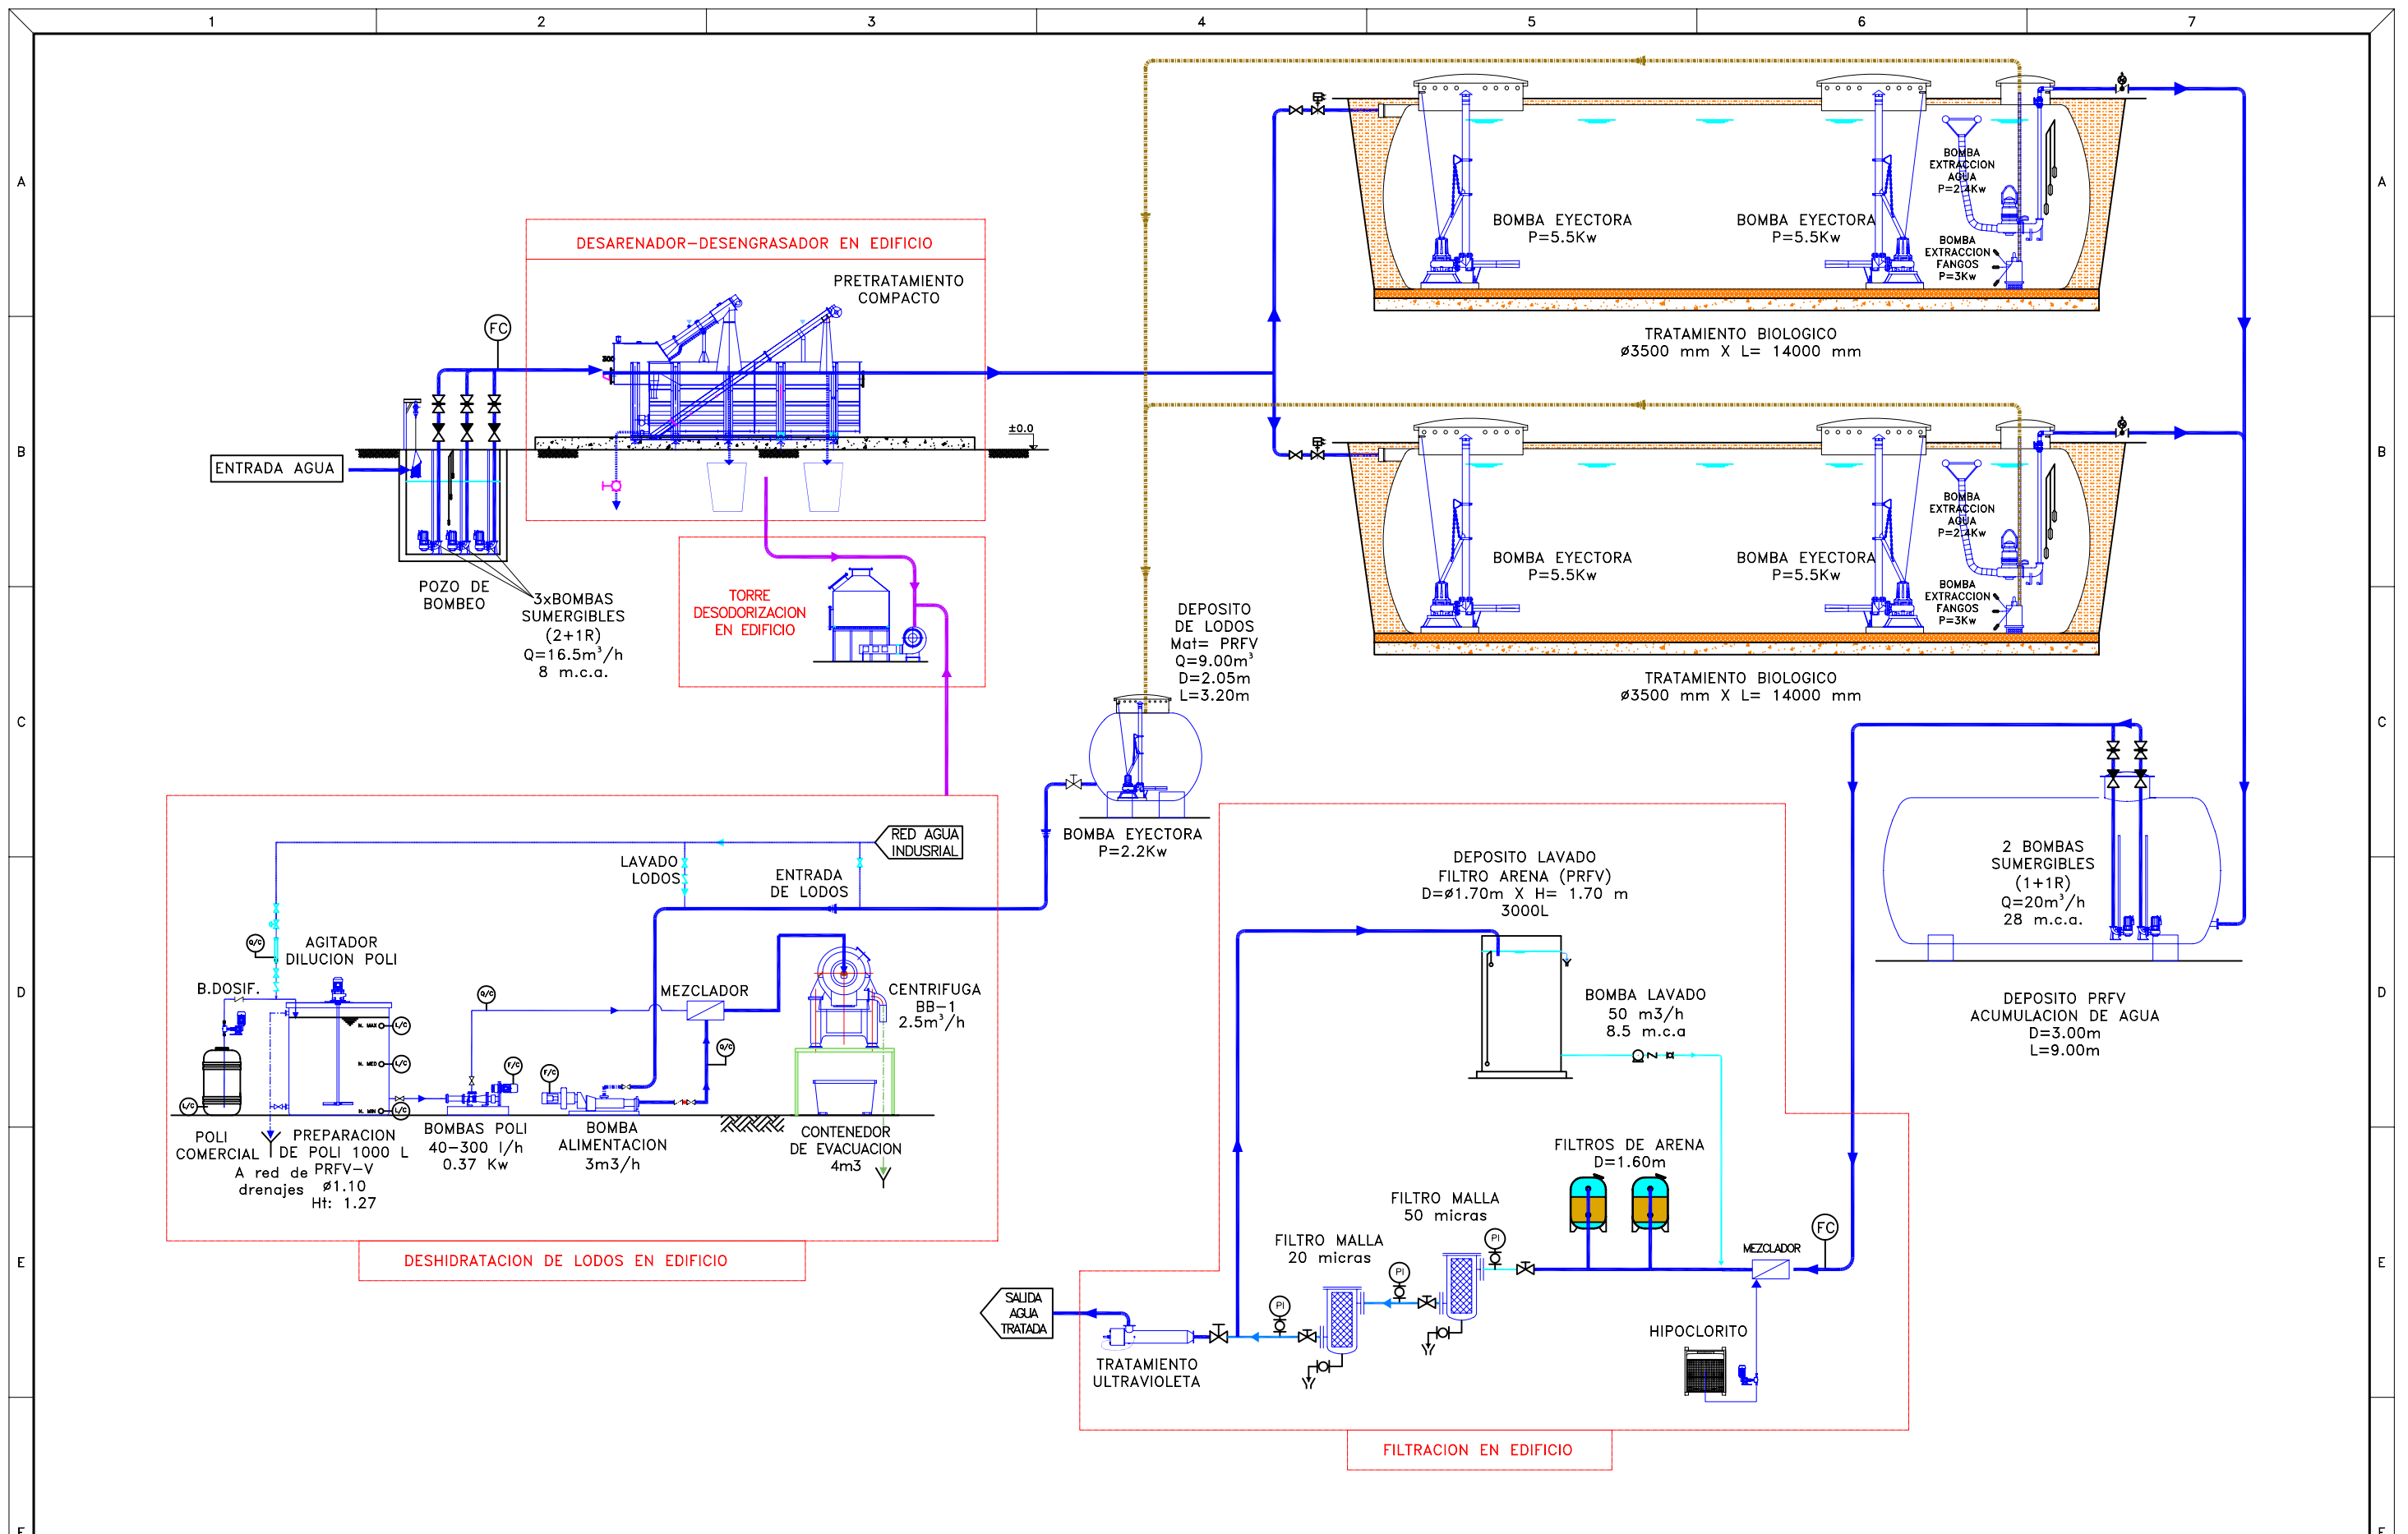 1
2
3
4
5
6
7
A
A
B
B
C
C
D
D
E
E
F
F
DESARENADOR-DESENGRASADOR EN EDIFICIO
PRETRATAMIENTO
COMPACTO
300
FC
±0.0
ENTRADA AGUA
POZO DE
BOMBEO
3xBOMBAS
SUMERGIBLES
(2+1R)
Q=16.5m³/h
8 m.c.a.
TORRE
DESODORIZACION
EN EDIFICIO
BOMBA EYECTORA
P=5.5Kw
BOMBA EYECTORA
P=5.5Kw
BOMBA
EXTRACCION
AGUA
P=2.4Kw
BOMBA
EXTRACCION
FANGOS
P=3Kw
TRATAMIENTO BIOLOGICO
ø3500 mm X L= 14000 mm
BOMBA EYECTORA
P=5.5Kw
BOMBA EYECTORA
P=5.5Kw
BOMBA
EXTRACCION
AGUA
P=2.4Kw
BOMBA
EXTRACCION
FANGOS
P=3Kw
TRATAMIENTO BIOLOGICO
ø3500 mm X L= 14000 mm
DEPOSITO
DE LODOS
Mat= PRFV
Q=9.00m³
D=2.05m
L=3.20m
BOMBA EYECTORA
P=2.2Kw
2 BOMBAS
SUMERGIBLES
(1+1R)
Q=20m³/h
28 m.c.a.
DEPOSITO PRFV
ACUMULACION DE AGUA
D=3.00m
L=9.00m
RED AGUA
INDUSRIAL
LAVADO
LODOS
ENTRADA
DE LODOS
Q/C
AGITADOR
DILUCION POLI
B.DOSIF.
N. MAX
L/C
N. MED
L/C
N. MIN
L/C
L/C
Q/C
F/C
F/C
Q/C
MEZCLADOR
CENTRIFUGA
BB-1
2.5m³/h
POLI
COMERCIAL
A red de
drenajes
PREPARACION
DE POLI 1000 L
PRFV-V
ø1.10
Ht: 1.27
BOMBAS POLI
40-300 l/h
0.37 Kw
BOMBA
ALIMENTACION
3m3/h
CONTENEDOR
DE EVACUACION
4m3
DESHIDRATACION DE LODOS EN EDIFICIO
DEPOSITO LAVADO
FILTRO ARENA (PRFV)
D=ø1.70m X H= 1.70 m
3000L
BOMBA LAVADO
50 m3/h
8.5 m.c.a
FILTROS DE ARENA
D=1.60m
FILTRO MALLA
50 micras
FILTRO MALLA
20 micras
PI
PI
PI
FC
MEZCLADOR
HIPOCLORITO
SALIDA
AGUA
TRATADA
TRATAMIENTO
ULTRAVIOLETA
FILTRACION EN EDIFICIO